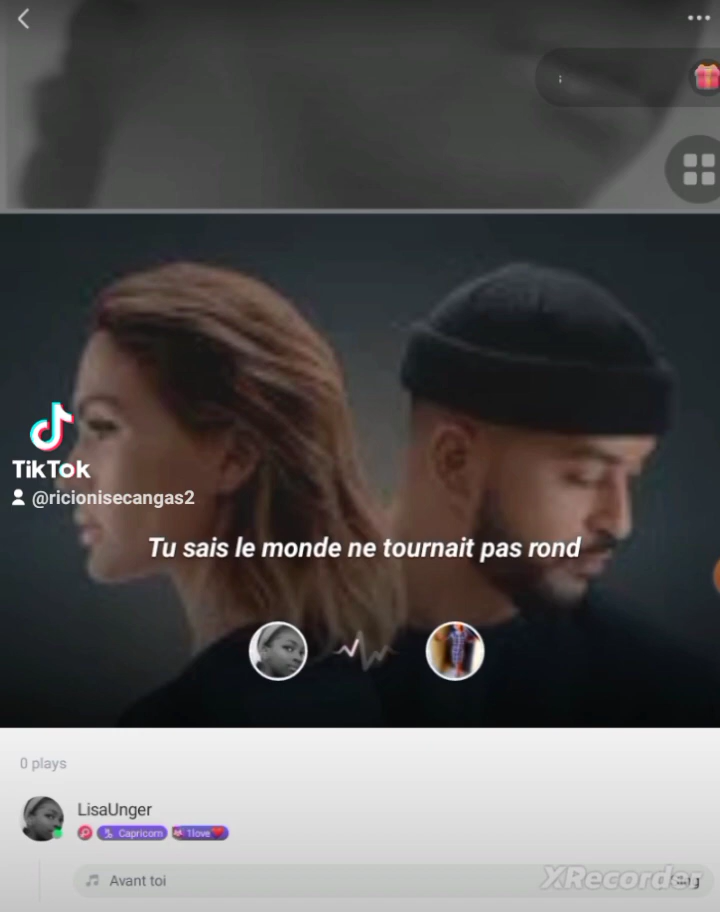 TikTok
@ricionisecangas2
Tu sais le monde ne tournait pas rond
0 plays
LisaUnger
Capricorn
1love
Avant toi
XRecorder